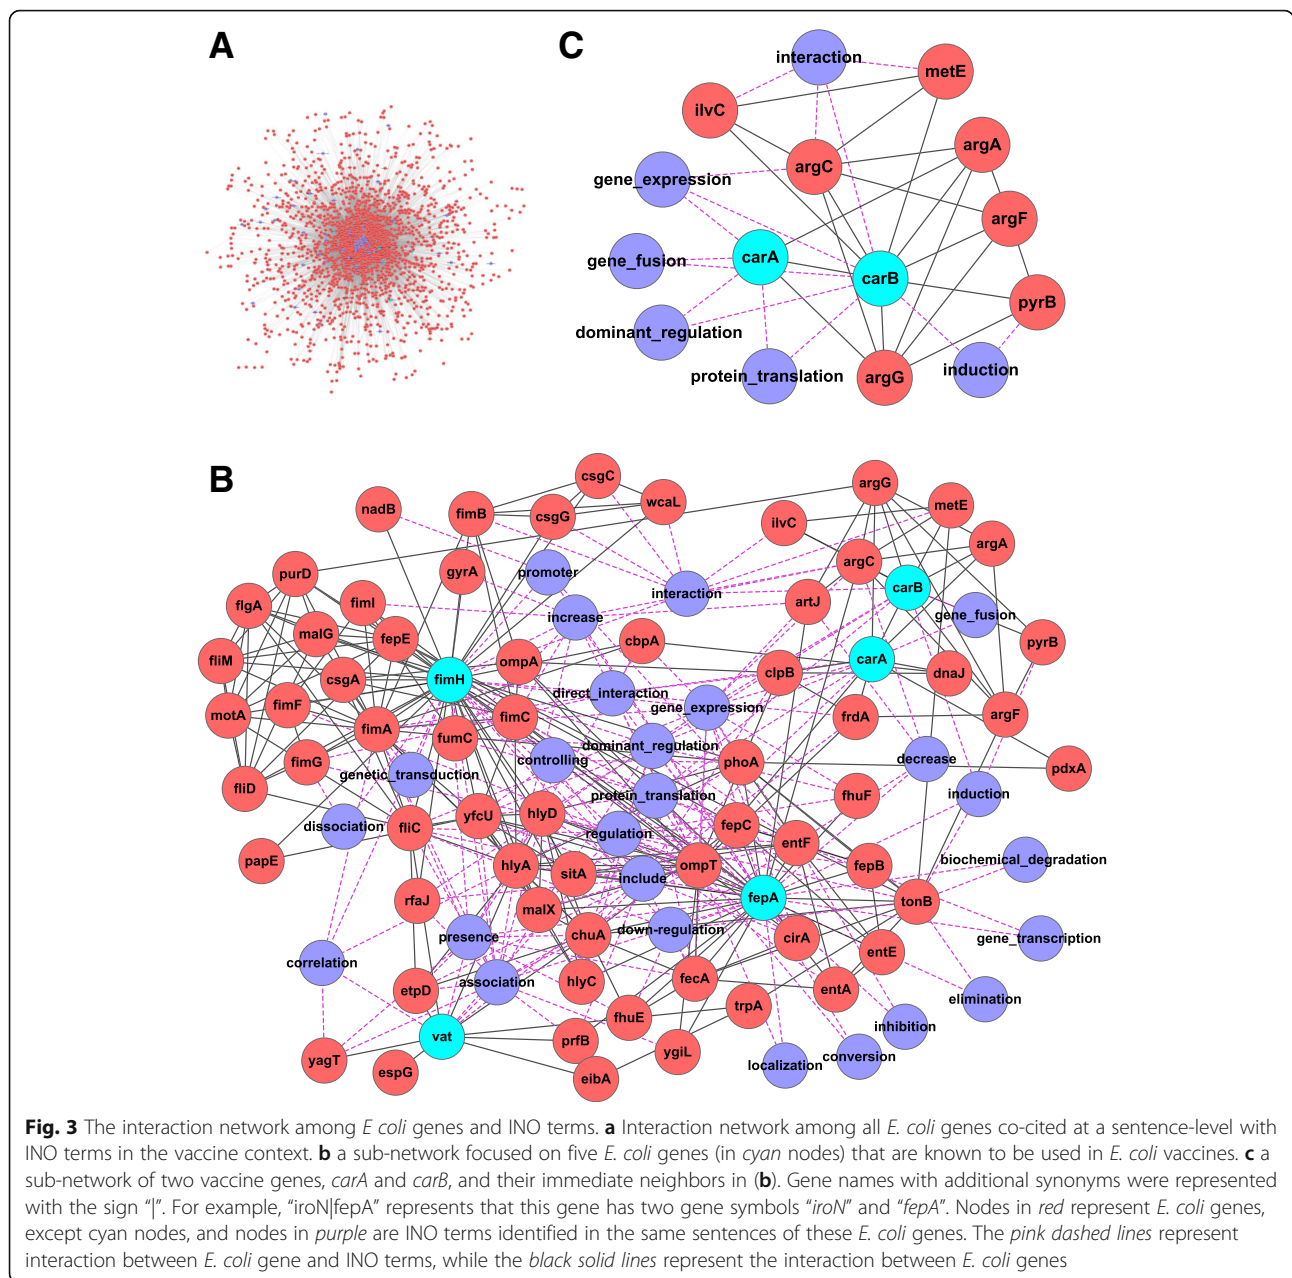 A
C
interaction
metE
ilvC
argA
argC
gene_expression
argF
gene_fusion
carA
carB
pyrB
dominant_regulation
protein_translation
argG
induction
B
csgC
argG
nadB
fimB
csgG
wcaL
ilvC
metE
argA
purD
gyrA
promoter
interaction
argC
carB
flgA
fimI
increase
artJ
gene_fusion
malG
fepE
cbpA
pyrB
fliM
csgA
fimH
ompA
clpB
carA
dnaJ
direct_interaction
gene_expression
motA
fimF
fimA
fumC
fimC
frdA
argF
dominant_regulation
fimG
genetic_transduction
controlling
phoA
decrease
pdxA
fliD
protein_translation
fhuF
induction
dissociation
fliC
yfcU
hlyD
regulation
fepC
entF
papE
hlyA
sitA
include
ompT
fepB
biochemical_degradation
rfaJ
malX
fepA
tonB
presence
chuA
down-regulation
cirA
entE
gene_transcription
correlation
association
hlyC
fecA
entA
elimination
etpD
trpA
fhuE
inhibition
vat
yagT
espG
prfB
eibA
ygiL
localization
conversion
Fig. 3 The interaction network among E coli genes and INO terms. a Interaction network among all E. coli genes co-cited at a sentence-level with
INO terms in the vaccine context. b a sub-network focused on five E. coli genes (in cyan nodes) that are known to be used in E. coli vaccines. c a
sub-network of two vaccine genes, carA and carB, and their immediate neighbors in (b). Gene names with additional synonyms were represented
with the sign “|”. For example, “iroN|fepA” represents that this gene has two gene symbols “iroN” and “fepA”. Nodes in red represent E. coli genes,
except cyan nodes, and nodes in purple are INO terms identified in the same sentences of these E. coli genes. The pink dashed lines represent
interaction between E. coli gene and INO terms, while the black solid lines represent the interaction between E. coli genes